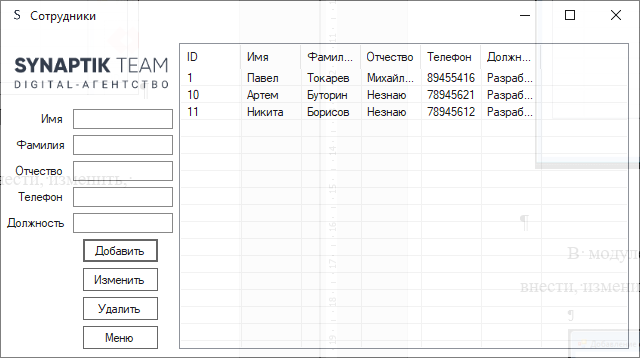 S Сотрудники
SYNAPTIK TEAM
DIGITAL-АГЕНТСТВО
Имя
Фамилия
Отчество
Телефон
Должность
Добавить
Изменить
Удалить
Меню
ID Имя Фамил... Отчество Телефон Должн...
1 Павел Токарев Михайл... 89455416 Разраб...
10 Артем Буторин Незнаю 78945621 Разраб...
11 Никита Борисов Незнаю 78945612 Разраб...
нести, изменить,
¶
В модул
внести, измени
¶